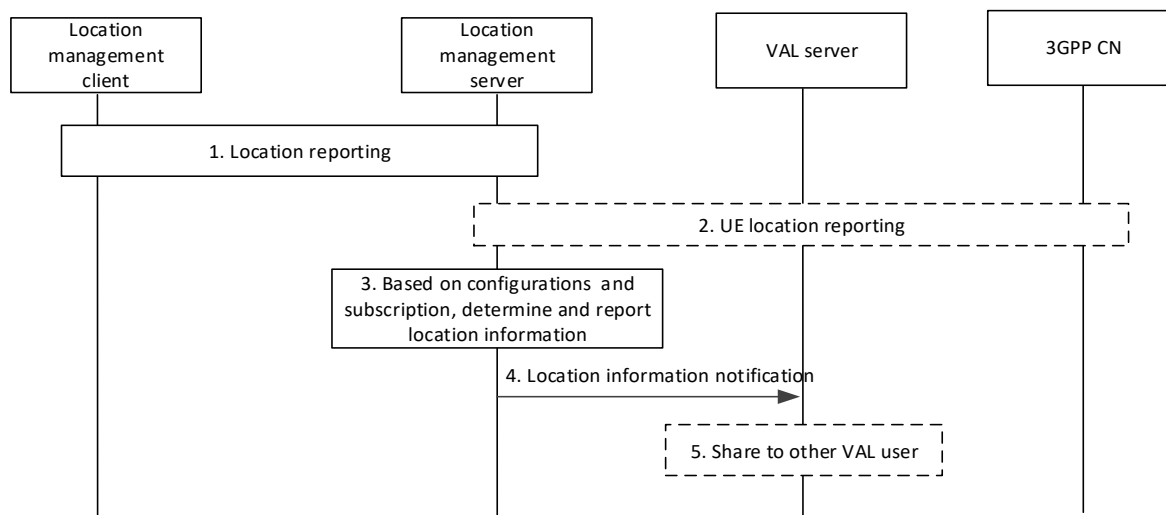 Location
management
client
Location
management
server
VAL server
3GPP CN
1. Location reporting
2. UE location reporting
3. Based on configurations and
subscription, determine and report
location information
4. Location information notification
5. Share to other VAL user